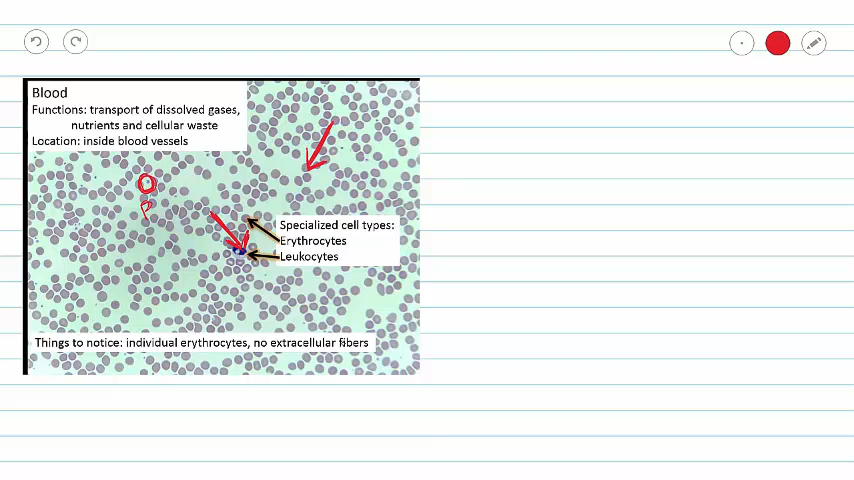 Blood
Functions: transport of dissolved gases,
nutrients and cellular waste
Location: inside blood vessels
P
Specialized cell types:
Erythrocytes
Leukocytes
Things to notice: individual erythrocytes, no extracellular fibers